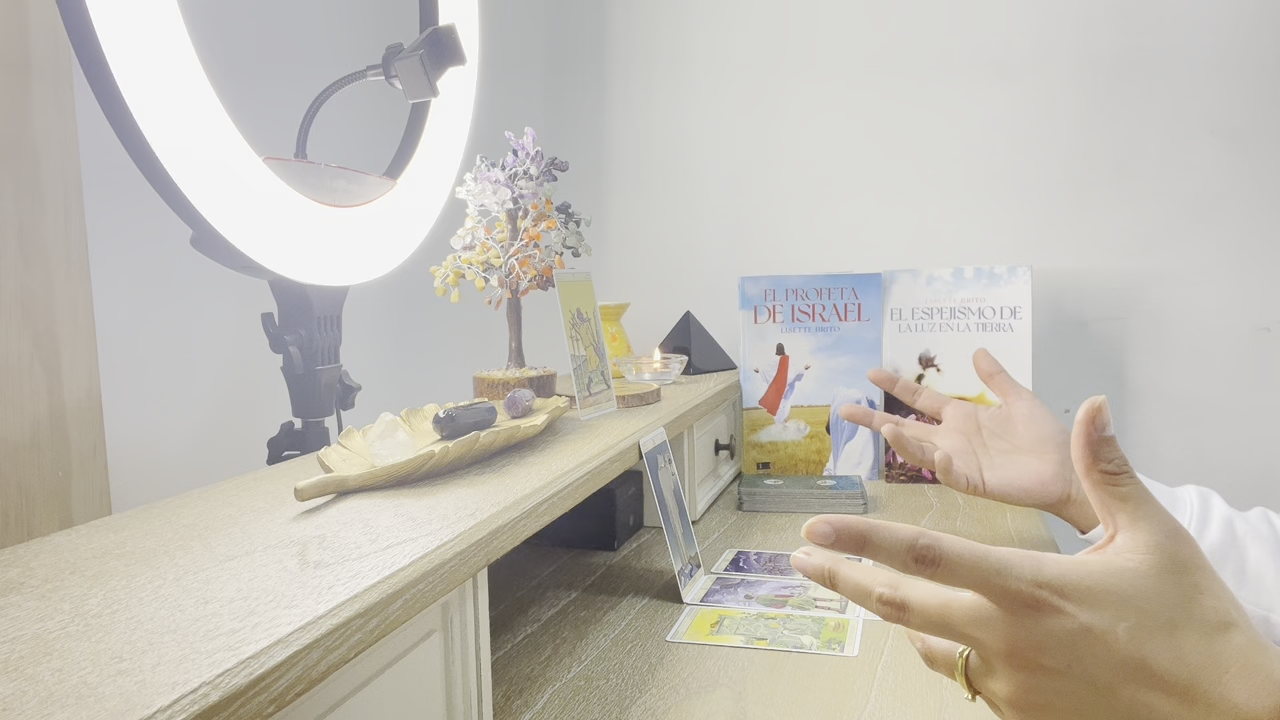 EL PROFETA
DE ISRAEL
LISETTE BRITO
LISETTE BRITO
EL ESPEJISMO DE
LA LUZ EN LA TIERRA